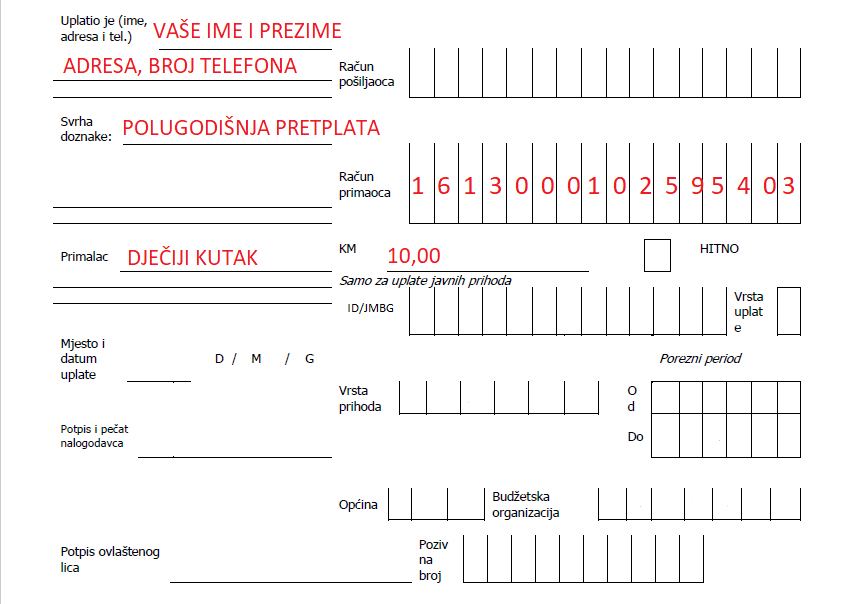 Uplatio je (ime,
adresa i tel.) VAŠE IME I PREZIME
ADRESA, BROJ TELEFONA
Račun
pošiljaoca
Svrha
doznake: POLUGODIŠNJA PRETPLATA
Račun
primaoca 1 6 1 3 0 0 0 1 0 2 5 9 5 4 0 3
Primalac DJEČIJI KUTAK
KM 10,00
HITNO
Samo za uplate javnih prihoda
ID/JMBG
Vrsta
uplat
e
Mjesto i
datum
uplate
D / M / G
Porezni period
Vrsta
prihoda
O
d
Do
Potpis i pečat
nalogodavca
Općina
Budžetska
organizacija
Potpis ovlaštenog
lica
Poziv
na
broj